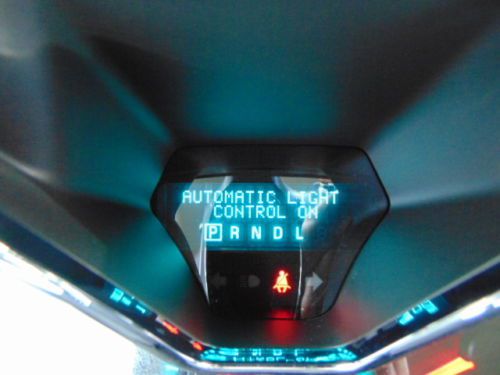 AUTOMATIC LIGHT
CONTROL ON
P R N D L